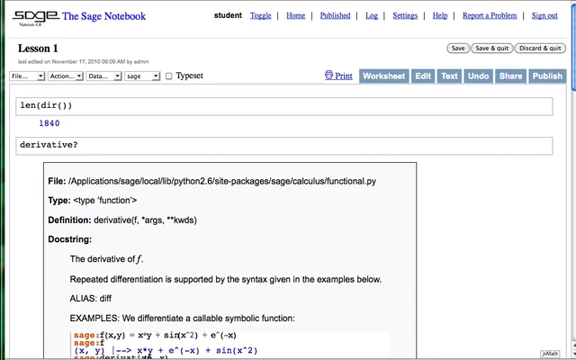 sage The Sage Notebook
Version 4.6
student Toggle | Home | Published | Log | Settings | Help | Report a Problem | Sign out
Lesson 1
last edited on November 17, 2010 09:09 AM by admin
Save Save & quit Discard & quit
File... Action... Data... sage Typeset
Print Worksheet Edit Text Undo Share Publish
len(dir())
1840
derivative?
File: /Applications/sage/local/lib/python2.6/site-packages/sage/calculus/functional.py
Type: <type 'function'>
Definition: derivative(f, *args, **kwds)
Docstring:
The derivative of f.
Repeated differentiation is supported by the syntax given in the examples below.
ALIAS: diff
EXAMPLES: We differentiate a callable symbolic function:
sage:f(x,y) = x*y + sin(x^2) + e^(-x)
sage:f
(x, y) |--> x*y + e^(-x) + sin(x^2)
jsMath